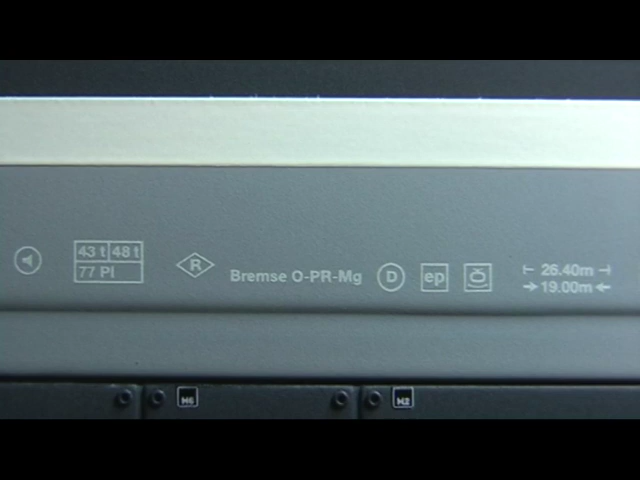 43 t 48 t
77 Pl
R
Bremse O-PR-Mg
D
ep
26.40m
19.00m
M6
M2